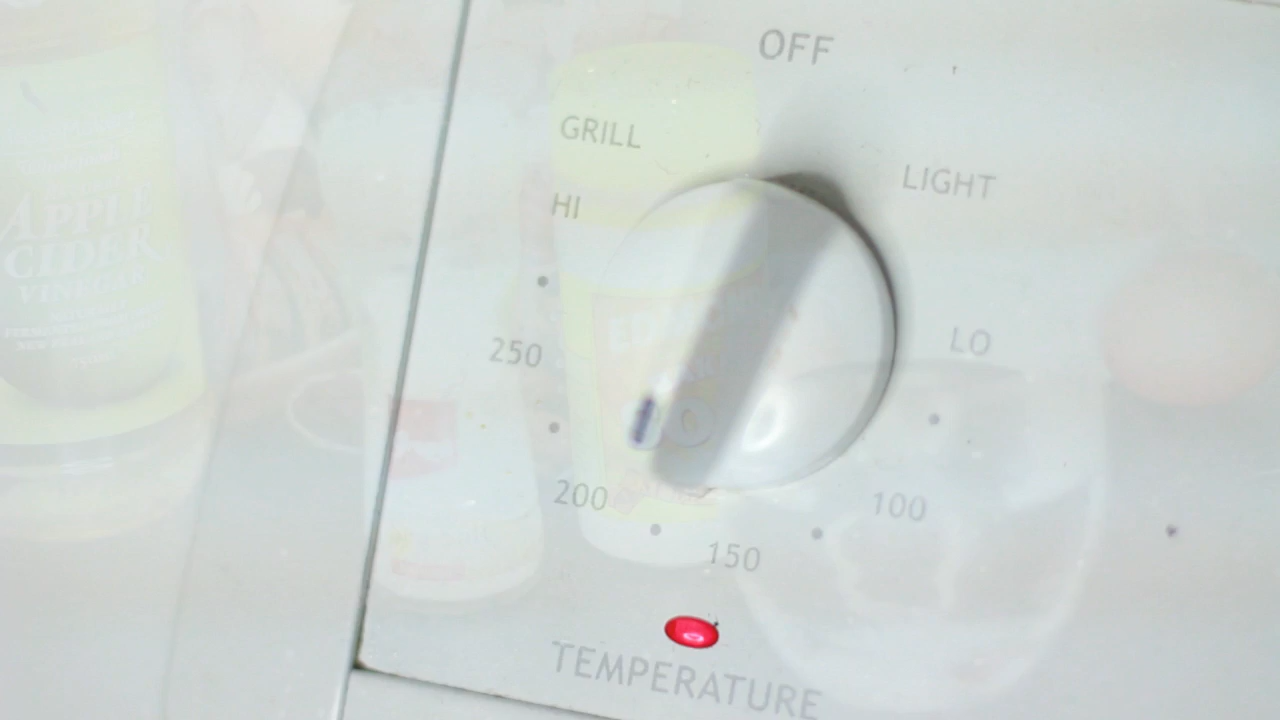 OFF
GRILL
LIGHT
HI
APPLE
CIDER
VINEGAR
LO
250
200
100
150
TEMPERATURE